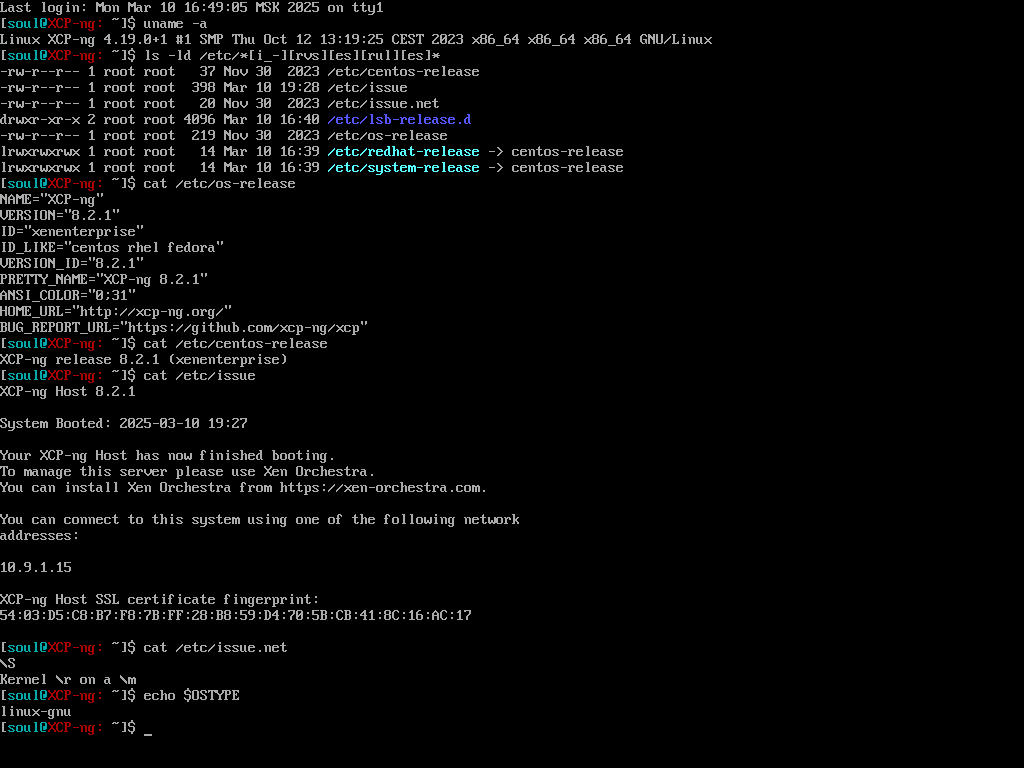 Last login: Mon Mar 10 16:49:05 MSK 2025 on tty1
[soul@XCP-ng: ~]$ uname -a
Linux XCP-ng 4.19.0+1 #1 SMP Thu Oct 12 13:19:25 CEST 2023 x86_64 x86_64 x86_64 GNU/Linux
[soul@XCP-ng: ~]$ ls -ld /etc/*[i_-][rvs][es][rul][es]*
-rw-r--r-- 1 root root   37 Nov 30  2023 /etc/centos-release
-rw-r--r-- 1 root root  398 Mar 10 19:28 /etc/issue
-rw-r--r-- 1 root root   20 Nov 30  2023 /etc/issue.net
drwxr-xr-x 2 root root 4096 Mar 10 16:40 /etc/lsb-release.d
-rw-r--r-- 1 root root  219 Nov 30  2023 /etc/os-release
lrwxrwxrwx 1 root root   14 Mar 10 16:39 /etc/redhat-release -> centos-release
lrwxrwxrwx 1 root root   14 Mar 10 16:39 /etc/system-release -> centos-release
[soul@XCP-ng: ~]$ cat /etc/os-release
NAME="XCP-ng"
VERSION="8.2.1"
ID="xenenterprise"
ID_LIKE="centos rhel fedora"
VERSION_ID="8.2.1"
PRETTY_NAME="XCP-ng 8.2.1"
ANSI_COLOR="0;31"
HOME_URL="http://xcp-ng.org/"
BUG_REPORT_URL="https://github.com/xcp-ng/xcp"
[soul@XCP-ng: ~]$ cat /etc/centos-release
XCP-ng release 8.2.1 (xenenterprise)
[soul@XCP-ng: ~]$ cat /etc/issue
XCP-ng Host 8.2.1

System Booted: 2025-03-10 19:27

Your XCP-ng Host has now finished booting.
To manage this server please use Xen Orchestra.
You can install Xen Orchestra from https://xen-orchestra.com.

You can connect to this system using one of the following network
addresses:

10.9.1.15

XCP-ng Host SSL certificate fingerprint:
54:03:D5:C8:B7:F8:7B:FF:28:B8:59:D4:70:5B:CB:41:8C:16:AC:17

[soul@XCP-ng: ~]$ cat /etc/issue.net
\S
Kernel \r on a \m
[soul@XCP-ng: ~]$ echo $OSTYPE
linux-gnu
[soul@XCP-ng: ~]$ _